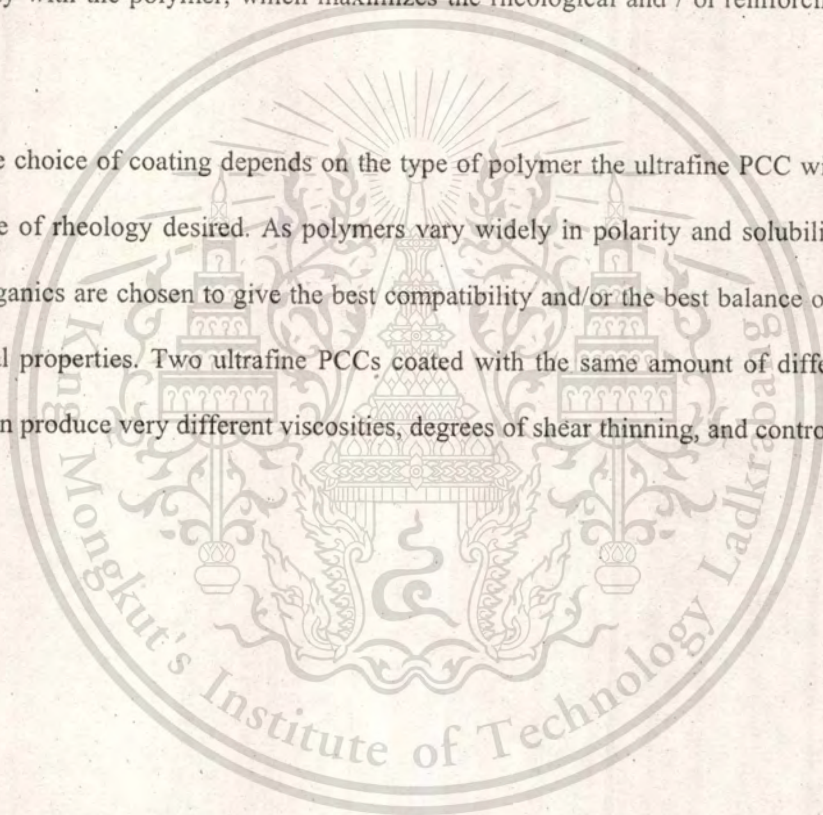 with the polymer, which maximizes the rheological and / or reinforcin
e choice of coating depends on the type of polymer the ultrafine PCC wi
e of rheology desired. As polymers vary widely in polarity and solubili
ganics are chosen to give the best compatibility and/or the best balance o
l properties. Two ultrafine PCCs coated with the same amount of diffe
n produce very different viscosities, degrees of shear thinning, and contro
King Mongkut's Institute of Technology Ladkrabang